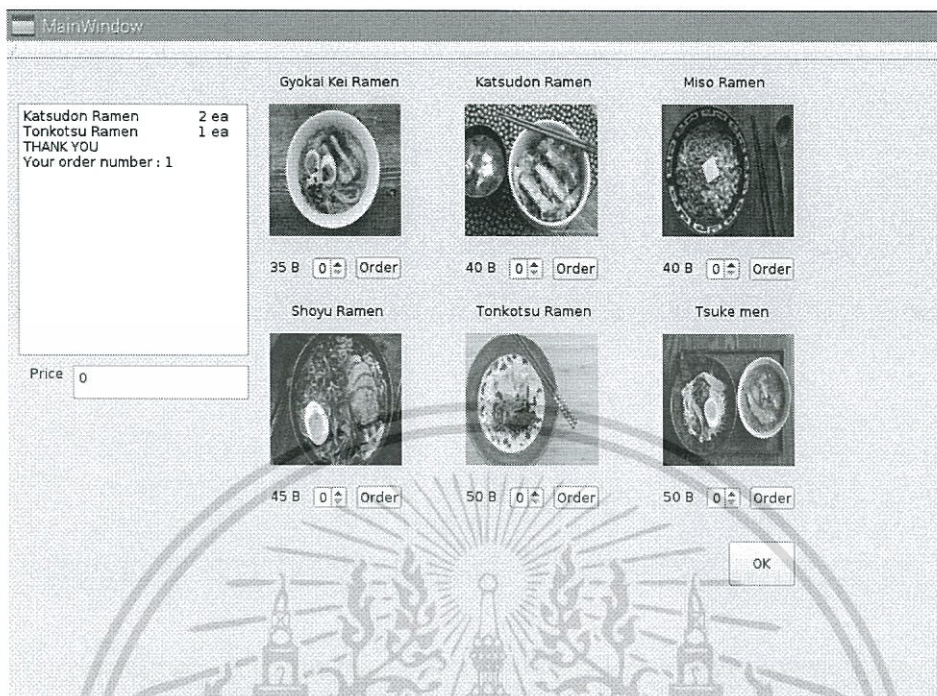 MainWindow
Katsudon Ramen 2 ea
Tonkotsu Ramen 1 ea
THANK YOU
Your order number : 1
Price 0
Gyokai Kei Ramen Katsudon Ramen Miso Ramen
35 B 0 Order 40 B 0 Order 40 B 0 Order
Shoyu Ramen Tonkotsu Ramen Tsuke men
45 B 0 Order 50 B 0 Order 50 B 0 Order
OK